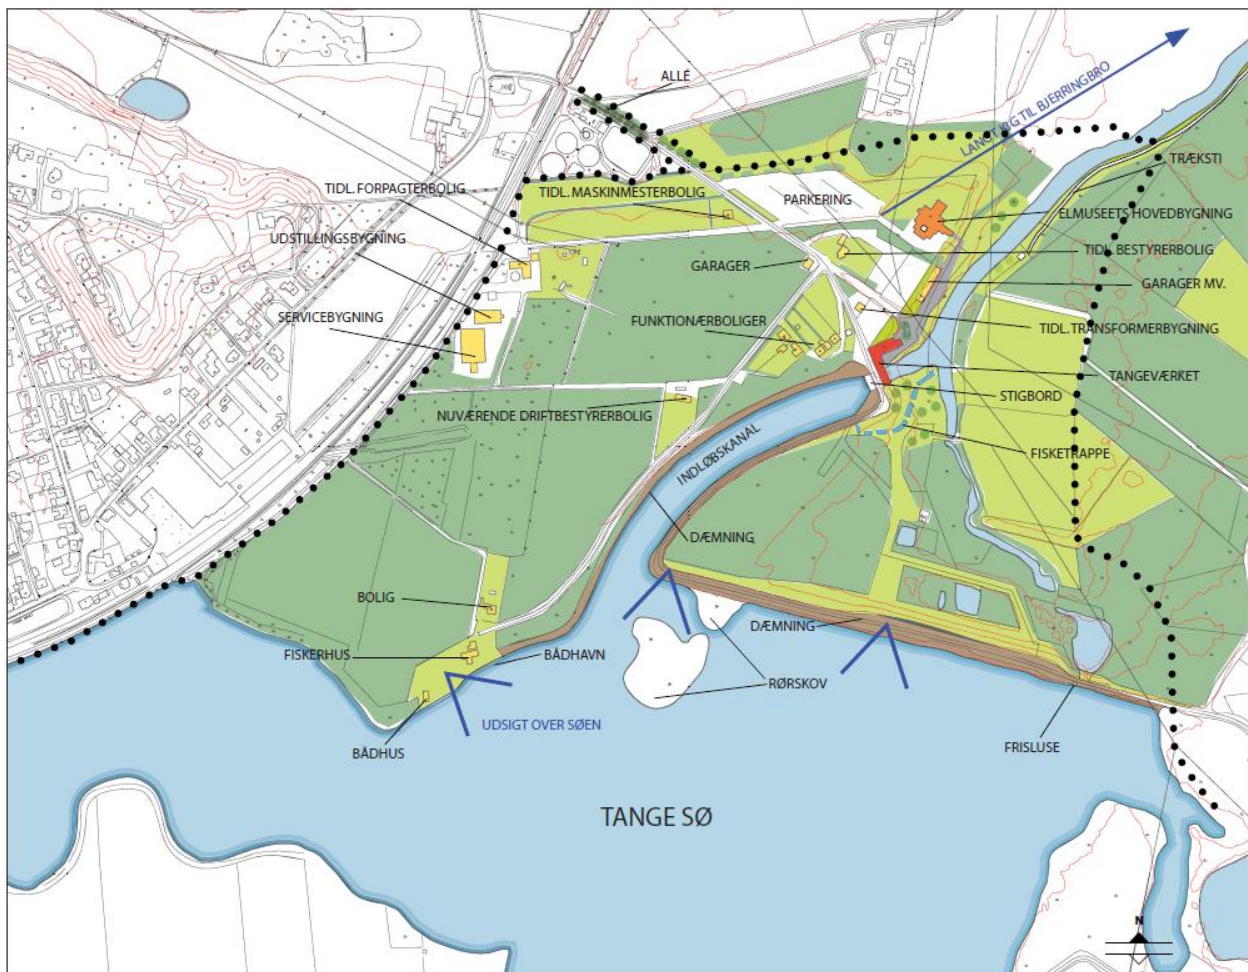 ALLÉ
LANGT KIG TIL BJERRINGBRO
TRÆKSTI
TIDL. FORPAGTERBOLIG
TIDL. MASKINMESTERBOLIG
PARKERING
ELMUSEETS HOVEDBYGNING
UDSTILLINGSBYGNING
TIDL. BESTYRERBOLIG
GARAGER
GARAGER MV.
SERVICEBYGNING
FUNKTIONÆRBOLIGER
TIDL. TRANSFORMERBYGNING
TANGEVÆRKET
STIGBORD
NUVÆRENDE DRIFTBESTYRERBOLIG
INDLØBSKANAL
FISKETRAPPE
DÆMNING
BOLIG
DÆMNING
FISKERHUS
BÅDHAVN
RØRSKOV
UDSIGT OVER SØEN
BÅDHUS
FRISLUSE
TANGE SØ
N